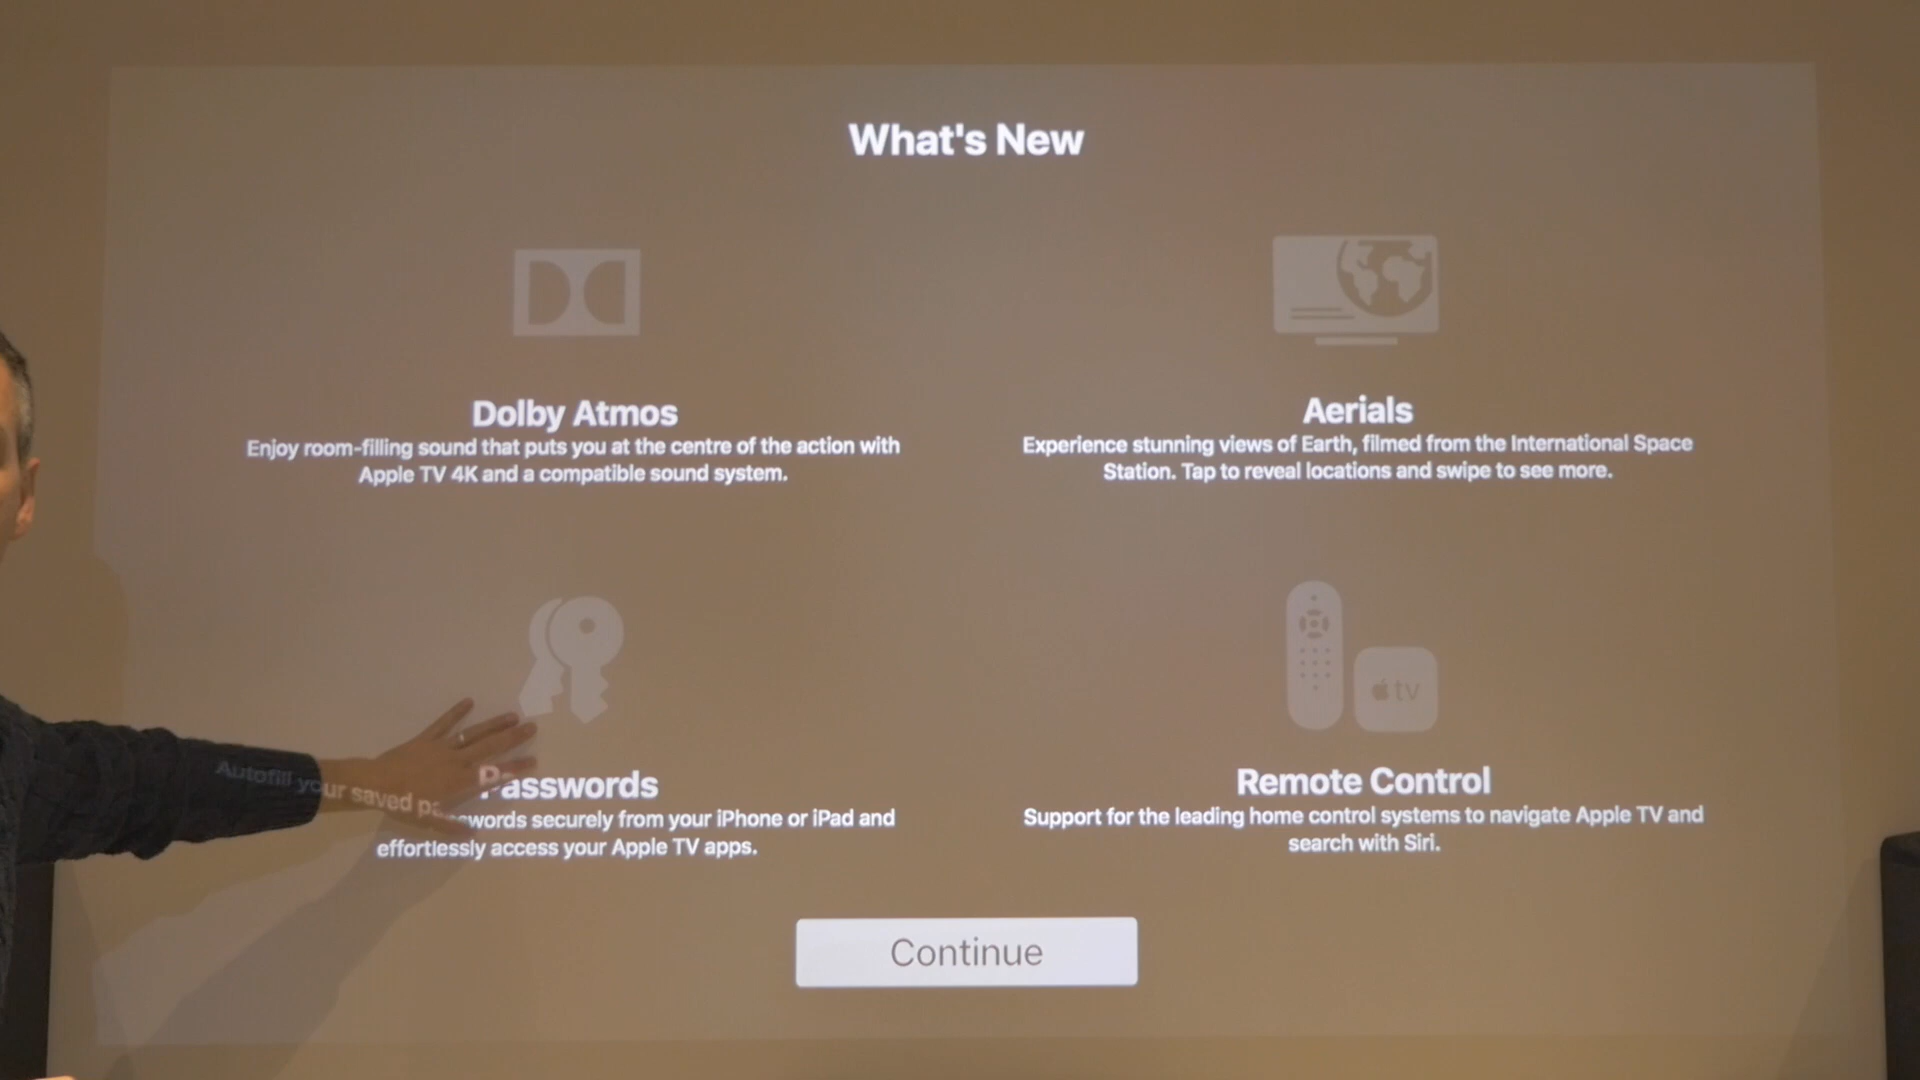 What's New
Dolby Atmos
Enjoy room-filling sound that puts you at the centre of the action with
Apple TV 4K and a compatible sound system.
Aerials
Experience stunning views of Earth, filmed from the International Space
Station. Tap to reveal locations and swipe to see more.
Passwords
Autofill your saved passwords securely from your iPhone or iPad and
effortlessly access your Apple TV apps.
tv
Remote Control
Support for the leading home control systems to navigate Apple TV and
search with Siri.
Continue